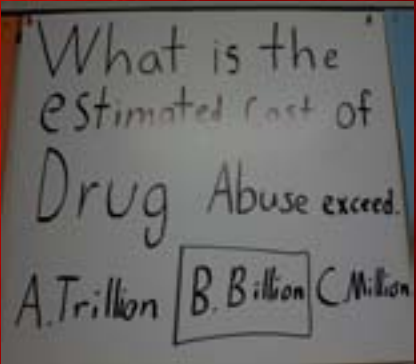 What is the
estimated Cost of
Drug Abuse exceed.
A. Trillion B. Billion C Million